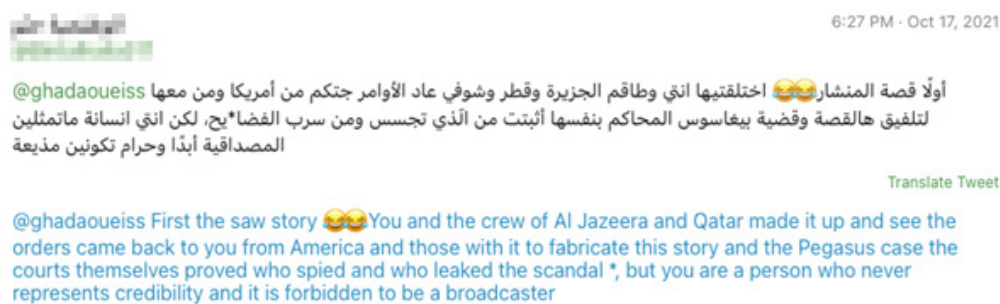 6:27 PM · Oct 17, 2021
@ghadaoueiss أولًا قصة المنشار😂😂 اختلقتيها انتي وطاقم الجزيرة وقطر وشوفي عاد الأوامر جتكم من أمريكا ومن معها
لتلفيق هالقصة وقضية بيغاسوس المحاكم بنفسها أثبتت من الّذي تجسس ومن سرب الفضا*يح، لكن انتي انسانة ماتمثلين
المصداقية أبدًا وحرام تكونين مذيعة
Translate Tweet
@ghadaoueiss First the saw story 😂😂You and the crew of Al Jazeera and Qatar made it up and see the
orders came back to you from America and those with it to fabricate this story and the Pegasus case the
courts themselves proved who spied and who leaked the scandal *, but you are a person who never
represents credibility and it is forbidden to be a broadcaster